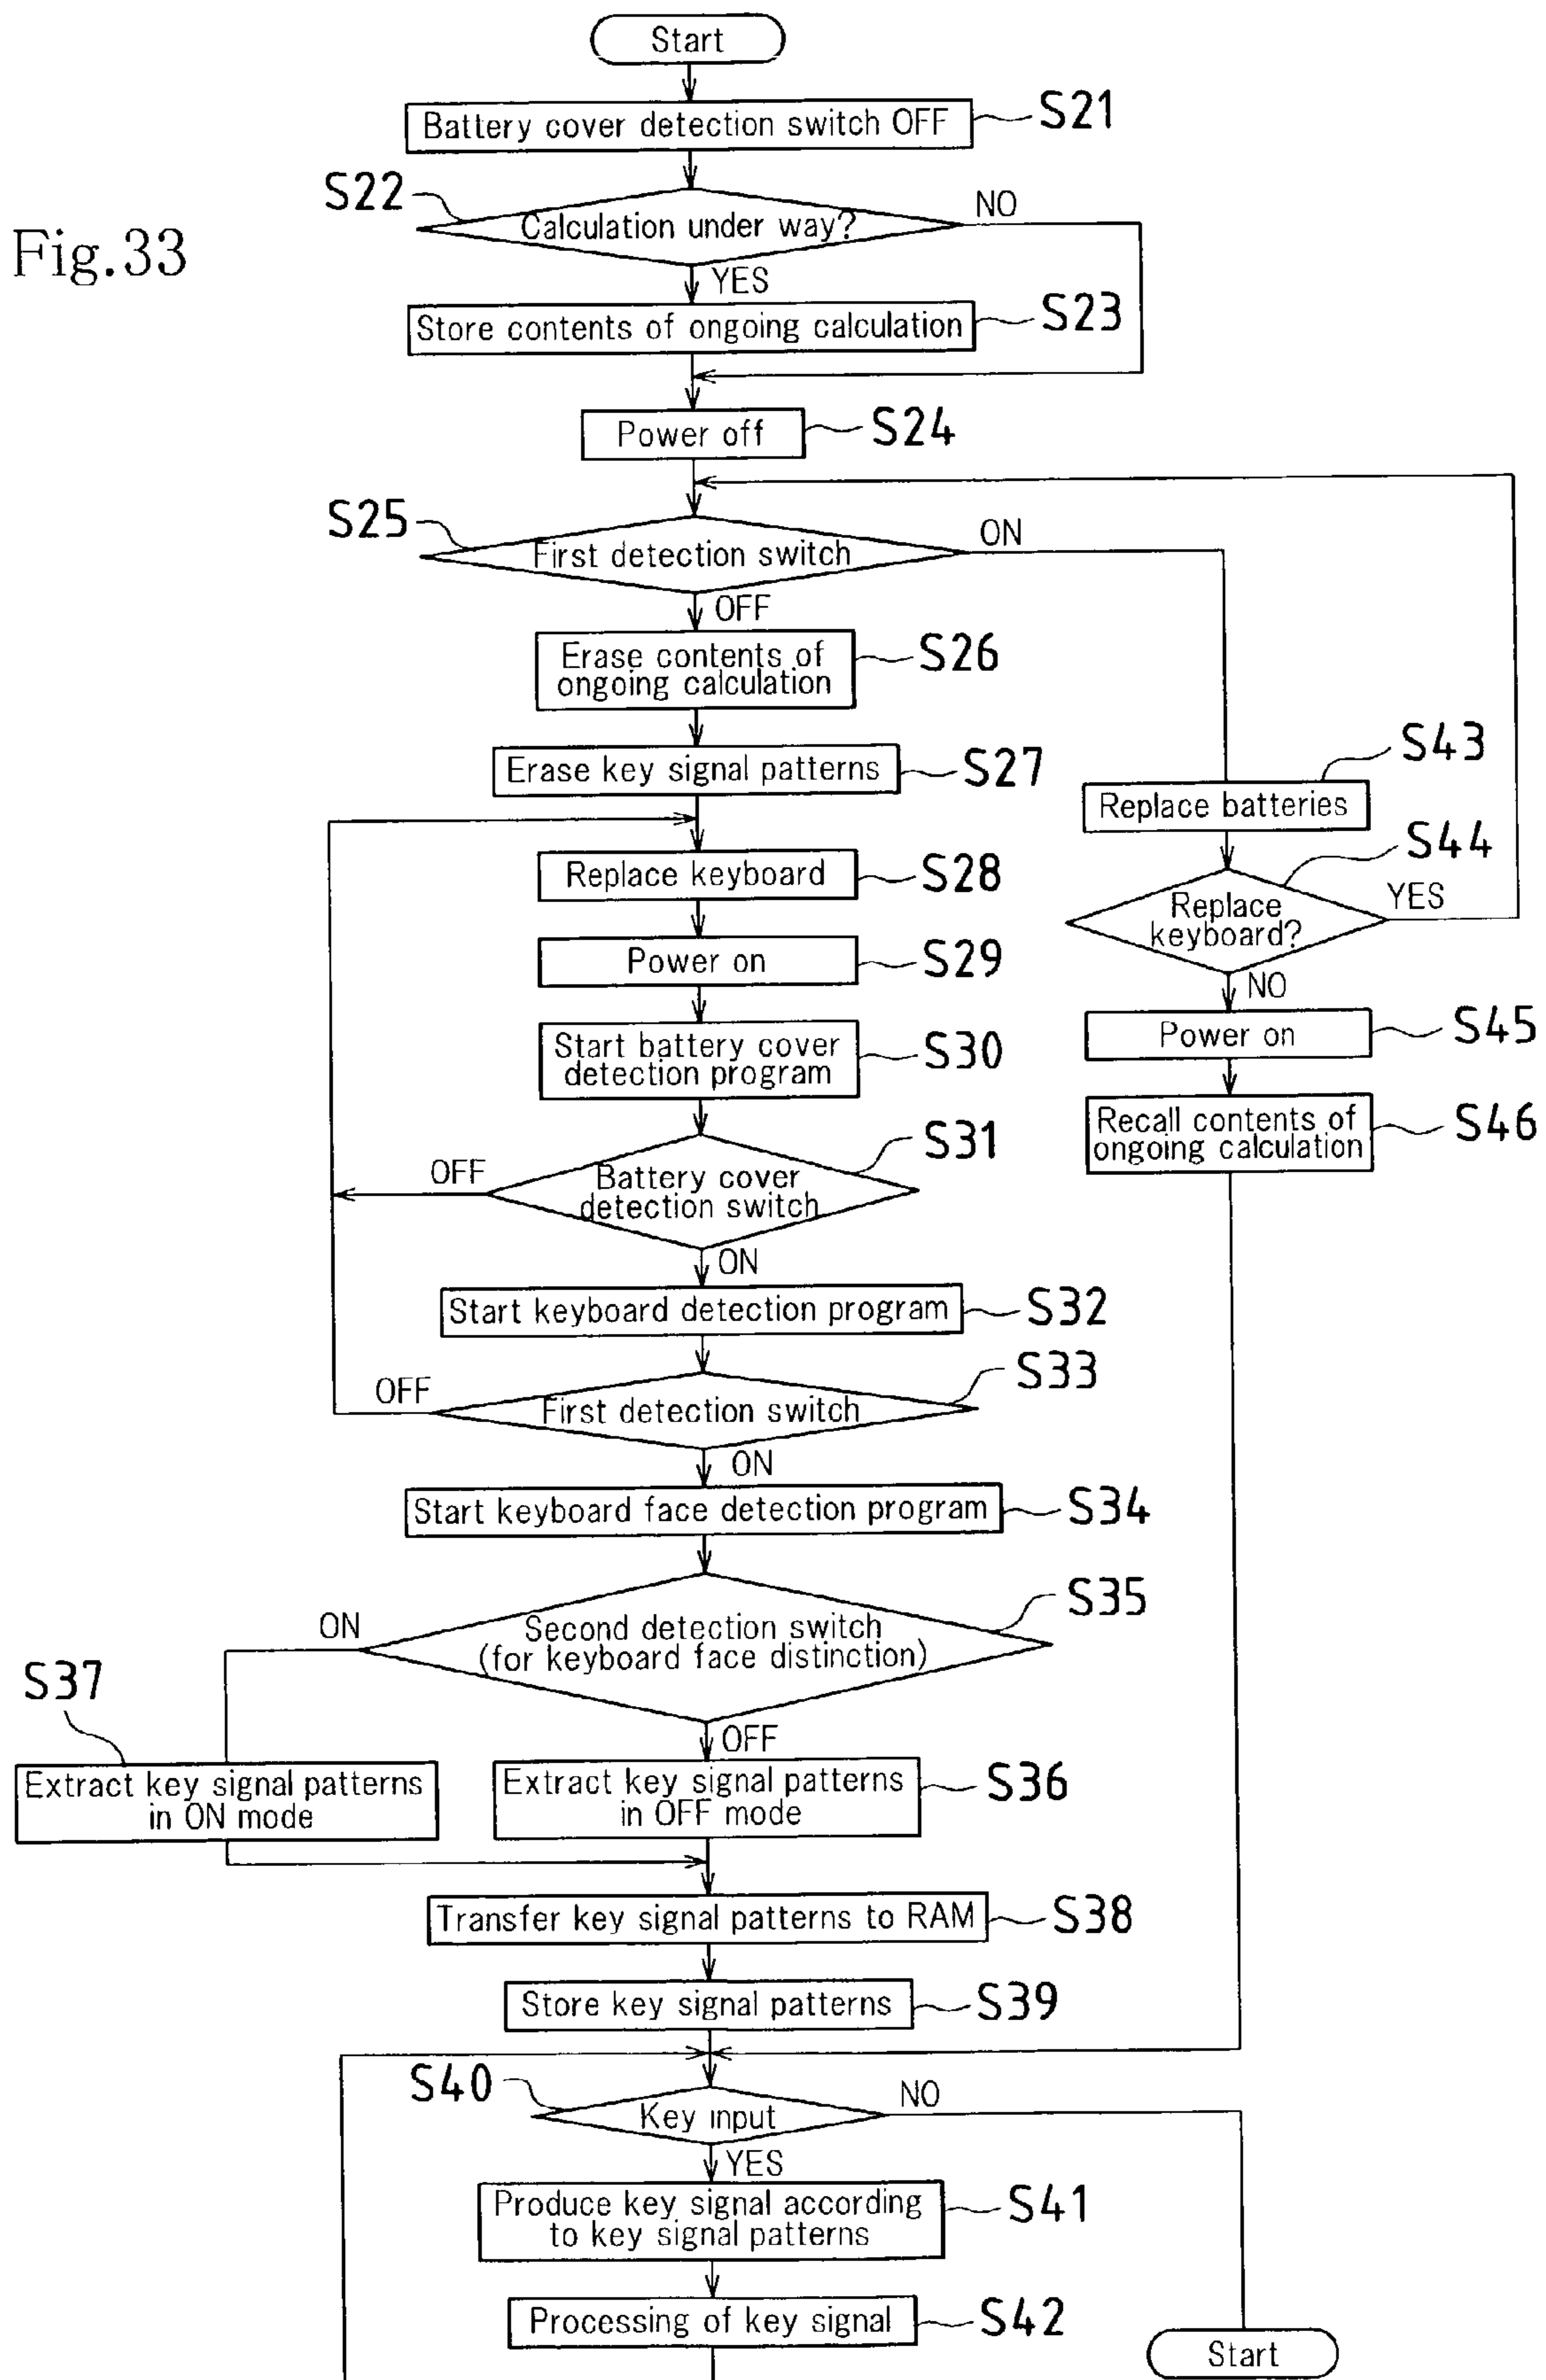 Start
Battery cover detection switch OFF
S21
S22
Calculation under way?
NO
Fig.33
YES
Store contents of ongoing calculation
S23
Power off
S24
S25
First detection switch
ON
OFF
Erase contents of
ongoing calculation
S26
Erase key signal patterns
S27
S43
Replace batteries
Replace keyboard
S28
S44
Replace
keyboard?
YES
Power on
S29
NO
Start battery cover
detection program
S30
Power on
S45
Recall contents of
ongoing calculation
S46
S31
OFF
Battery cover
detection switch
ON
Start keyboard detection program
S32
S33
OFF
First detection switch
ON
Start keyboard face detection program
S34
S35
ON
Second detection switch
(for keyboard face distinction)
S37
OFF
Extract key signal patterns
in ON mode
Extract key signal patterns
in OFF mode
S36
Transfer key signal patterns to RAM
S38
Store key signal patterns
S39
S40
Key input
NO
YES
Produce key signal according
to key signal patterns
S41
Processing of key signal
S42
Start